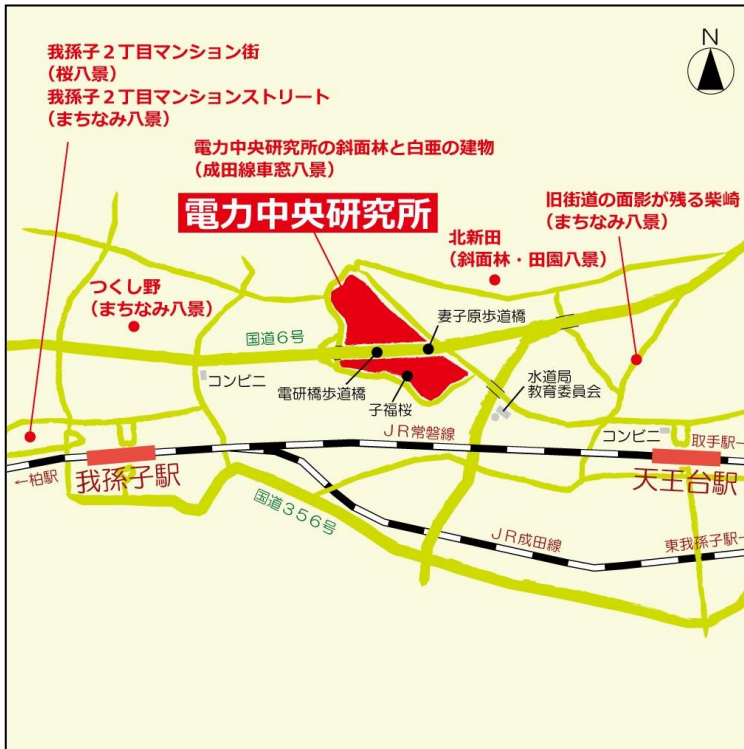 我孫子２丁目マンション街
（桜八景）
我孫子２丁目マンションストリート
（まちなみ八景）
N
電力中央研究所の斜面林と白亜の建物
（成田線車窓八景）
電力中央研究所
旧街道の面影が残る柴崎
（まちなみ八景）
北新田
（斜面林・田園八景）
つくし野
（まちなみ八景）
国道６号
妻子原歩道橋
コンビニ
電研橋歩道橋
子福桜
水道局
教育委員会
コンビニ
ＪＲ常磐線
取手駅→
←柏駅
我孫子駅
天王台駅
国道３５６号
ＪＲ成田線
東我孫子駅→